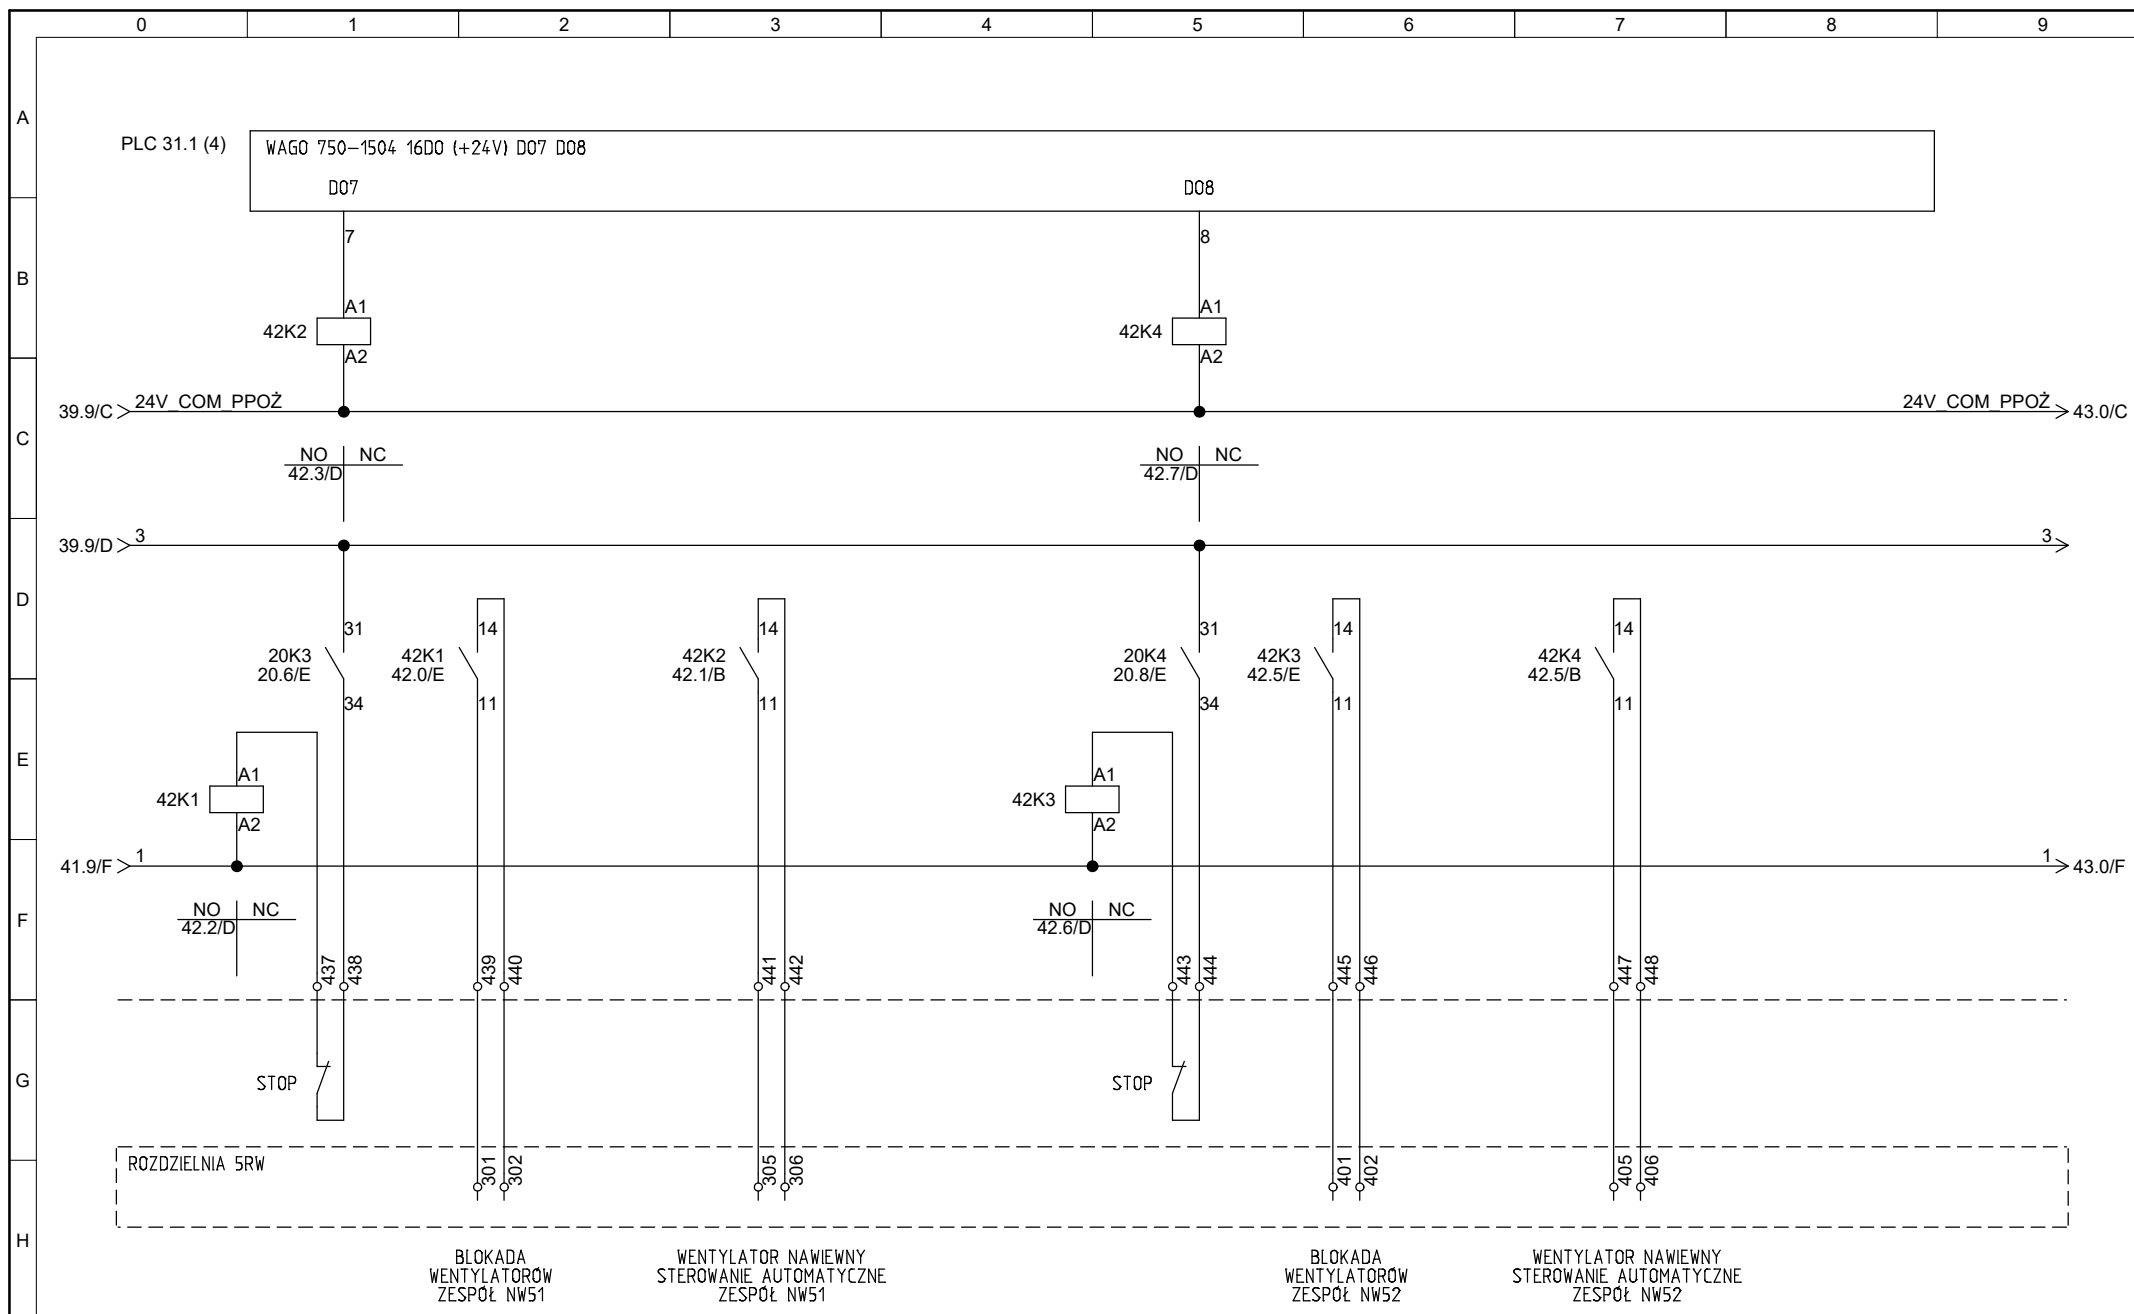 0 1 2 3 4 5 6 7 8 9
A
PLC 31.1 (4)
WAGO 750-1504 16DO (+24V) DO7 DO8
DO7 DO8
7 8
B
A1 A1
42K2 42K4
A2 A2
39.9/C 24V_COM_PPOŻ 24V_COM_PPOŻ 43.0/C
C
NO NC NO NC
42.3/D 42.7/D
39.9/D 3 3
D
31 14 14 31 14 14
20K3 42K1 42K2 20K4 42K3 42K4
20.6/E 42.0/E 42.1/B 20.8/E 42.5/E 42.5/B
34 11 11 34 11 11
E
A1 A1
42K1 42K3
A2 A2
41.9/F 1 1 43.0/F
F
NO NC NO NC
42.2/D 42.6/D
437 438 439 440 441 442 443 444 445 446 447 448
G
STOP STOP
ROZDZIELNIA 5RW
301 302 305 306 401 402 405 406
H
BLOKADA
WENTYLATORÓW
ZESPÓŁ NW51
WENTYLATOR NAWIEWNY
STEROWANIE AUTOMATYCZNE
ZESPÓŁ NW51
BLOKADA
WENTYLATORÓW
ZESPÓŁ NW52
WENTYLATOR NAWIEWNY
STEROWANIE AUTOMATYCZNE
ZESPÓŁ NW52